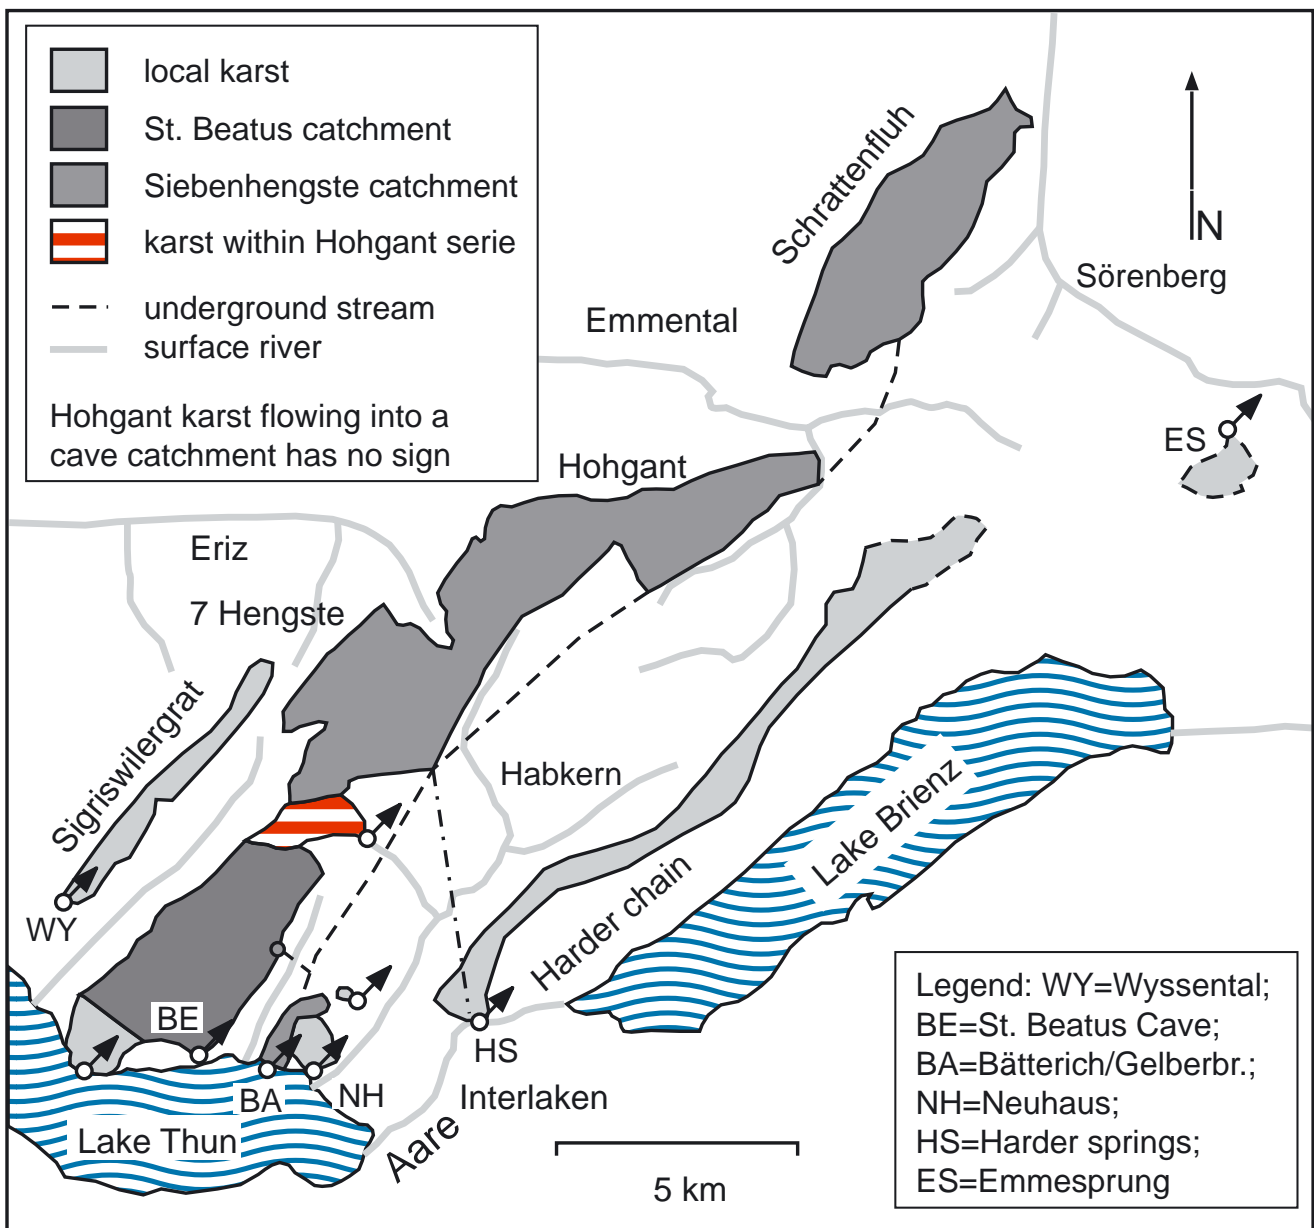 local karst
St. Beatus catchment
Siebenhengste catchment
karst within Hohgant serie
underground stream
surface river
Hohgant karst flowing into a
cave catchment has no sign
Schrattenfluh
N
Sörenberg
Emmental
ES
Hohgant
Eriz
7 Hengste
Sigriswilergrat
Habkern
Lake Brienz
Harder chain
WY
BE
HS
BA
NH
Interlaken
Aare
Lake Thun
5 km
Legend: WY=Wyssental;
BE=St. Beatus Cave;
BA=Bätterich/Gelberbr.;
NH=Neuhaus;
HS=Harder springs;
ES=Emmesprung